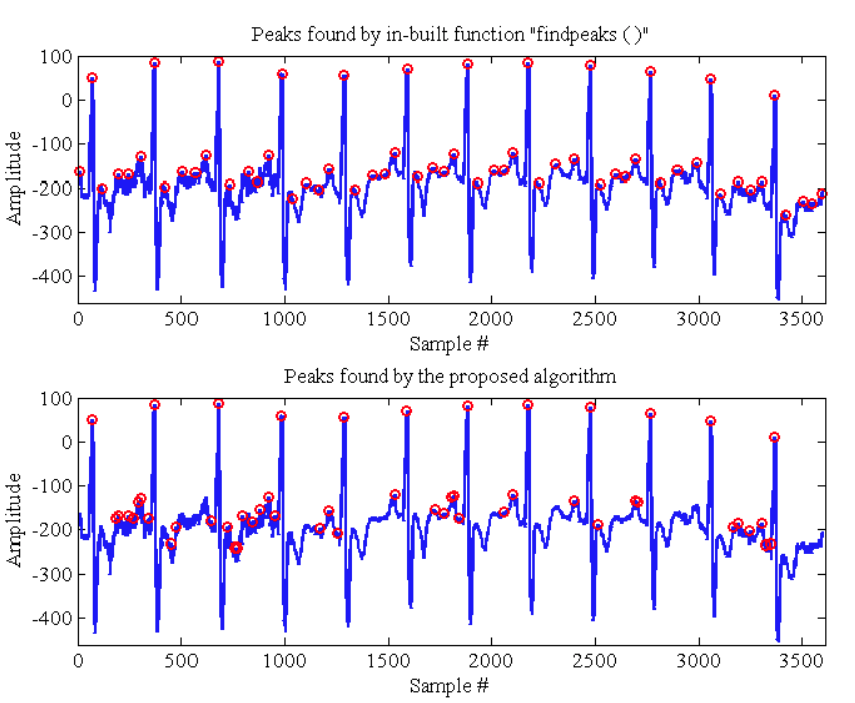 Peaks found by in-built function "findpeaks ()"
100
0
-100
-200
-300
-400
Amplitude
0 500 1000 1500 2000 2500 3000 3500
Sample #
Peaks found by the proposed algorithm
100
0
-100
-200
-300
-400
Amplitude
0 500 1000 1500 2000 2500 3000 3500
Sample #